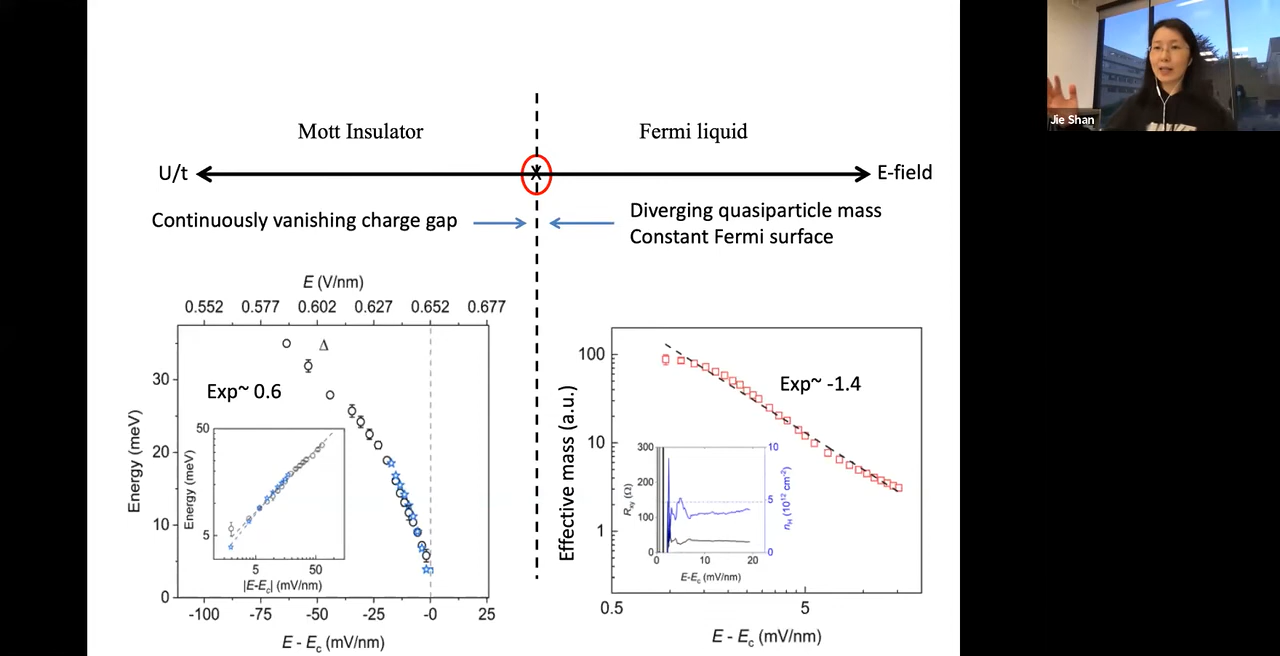 Jie Shan
Mott Insulator
Fermi liquid
U/t
X
E-field
Continuously vanishing charge gap
Diverging quasiparticle mass
Constant Fermi surface
E (V/nm)
0.552 0.577 0.602 0.627 0.652 0.677
Δ
Exp~ 0.6
Energy (meV)
30
20
10
0
-100 -75 -50 -25 -0 25
E - Ec (mV/nm)
50
5
Energy (meV)
5 50
|E-Ec| (mV/nm)
Effective mass (a.u.)
100
10
1
Exp~ -1.4
0.5 5
E - Ec (mV/nm)
300
200
100
0
Rxy (Ω)
10
5
0
nH (10¹² cm⁻²)
0 10 20
E-Ec (mV/nm)